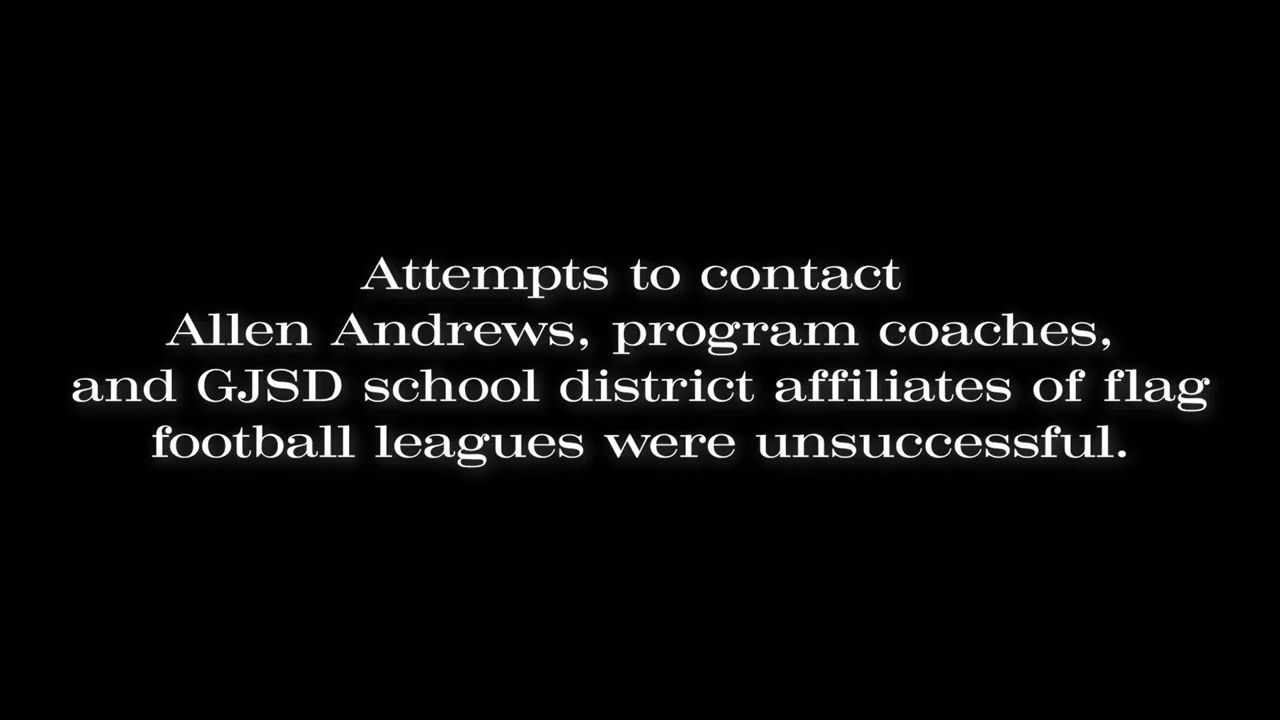 Attempts to contact
Allen Andrews, program coaches,
and GJSD school district affiliates of flag
football leagues were unsuccessful.